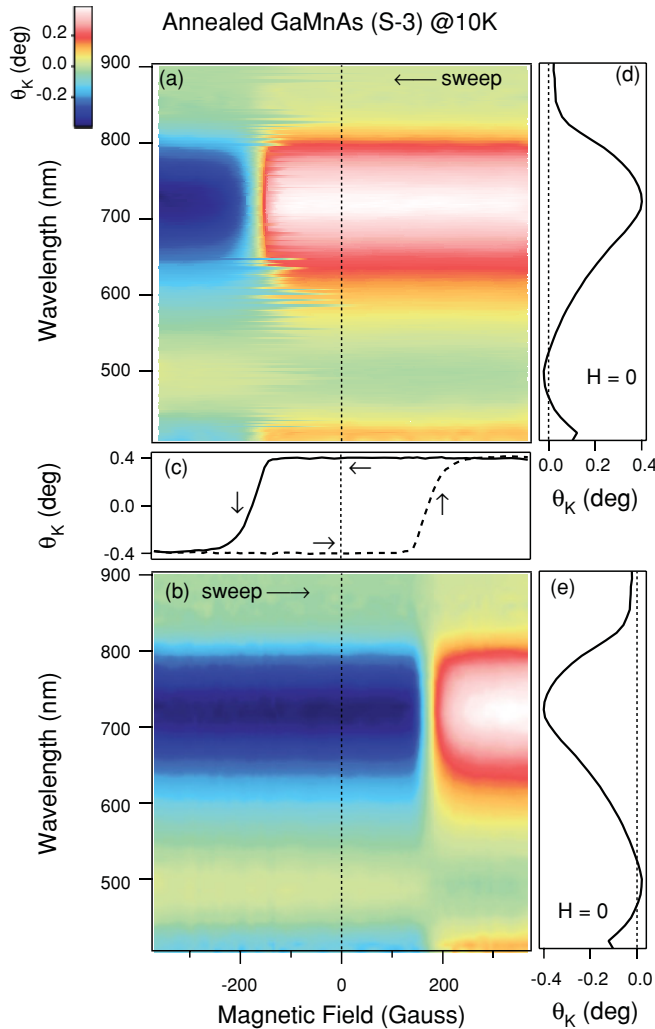 Annealed GaMnAs (S-3) @10K
θK (deg)
0.2
0.0
-0.2
(a)
← sweep
Wavelength (nm)
900
800
700
600
500
(d)
H = 0
0.0 0.4
θK (deg)
(c)
θK (deg)
0.4
0.0
-0.4
(b) sweep →
Wavelength (nm)
900
800
700
600
500
-200 0 200
Magnetic Field (Gauss)
(e)
H = 0
-0.4 -0.2 0.0
θK (deg)